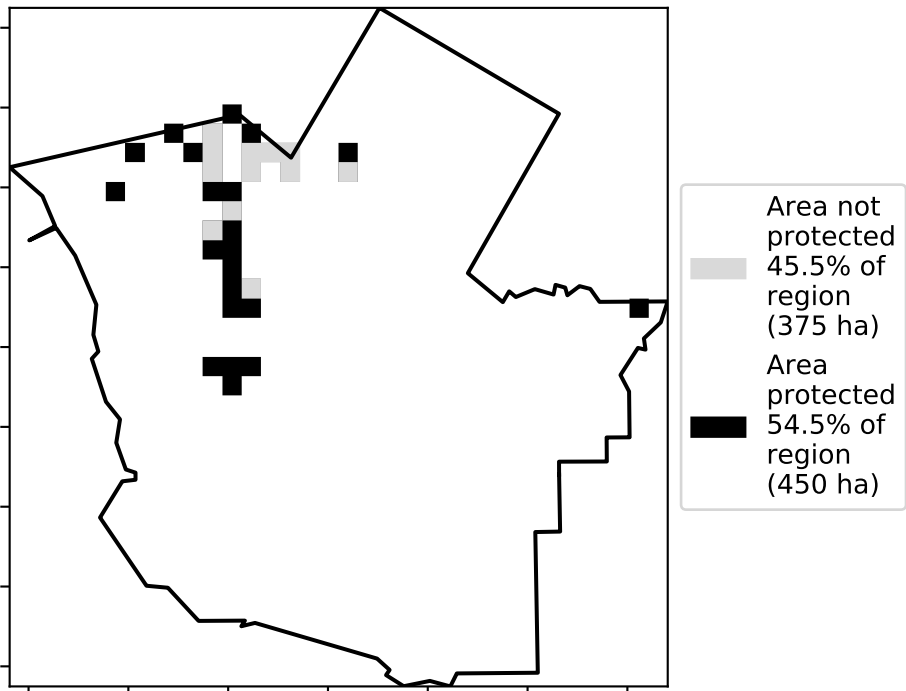 Area not
protected
45.5% of
region
(375 ha)
Area
protected
54.5% of
region
(450 ha)